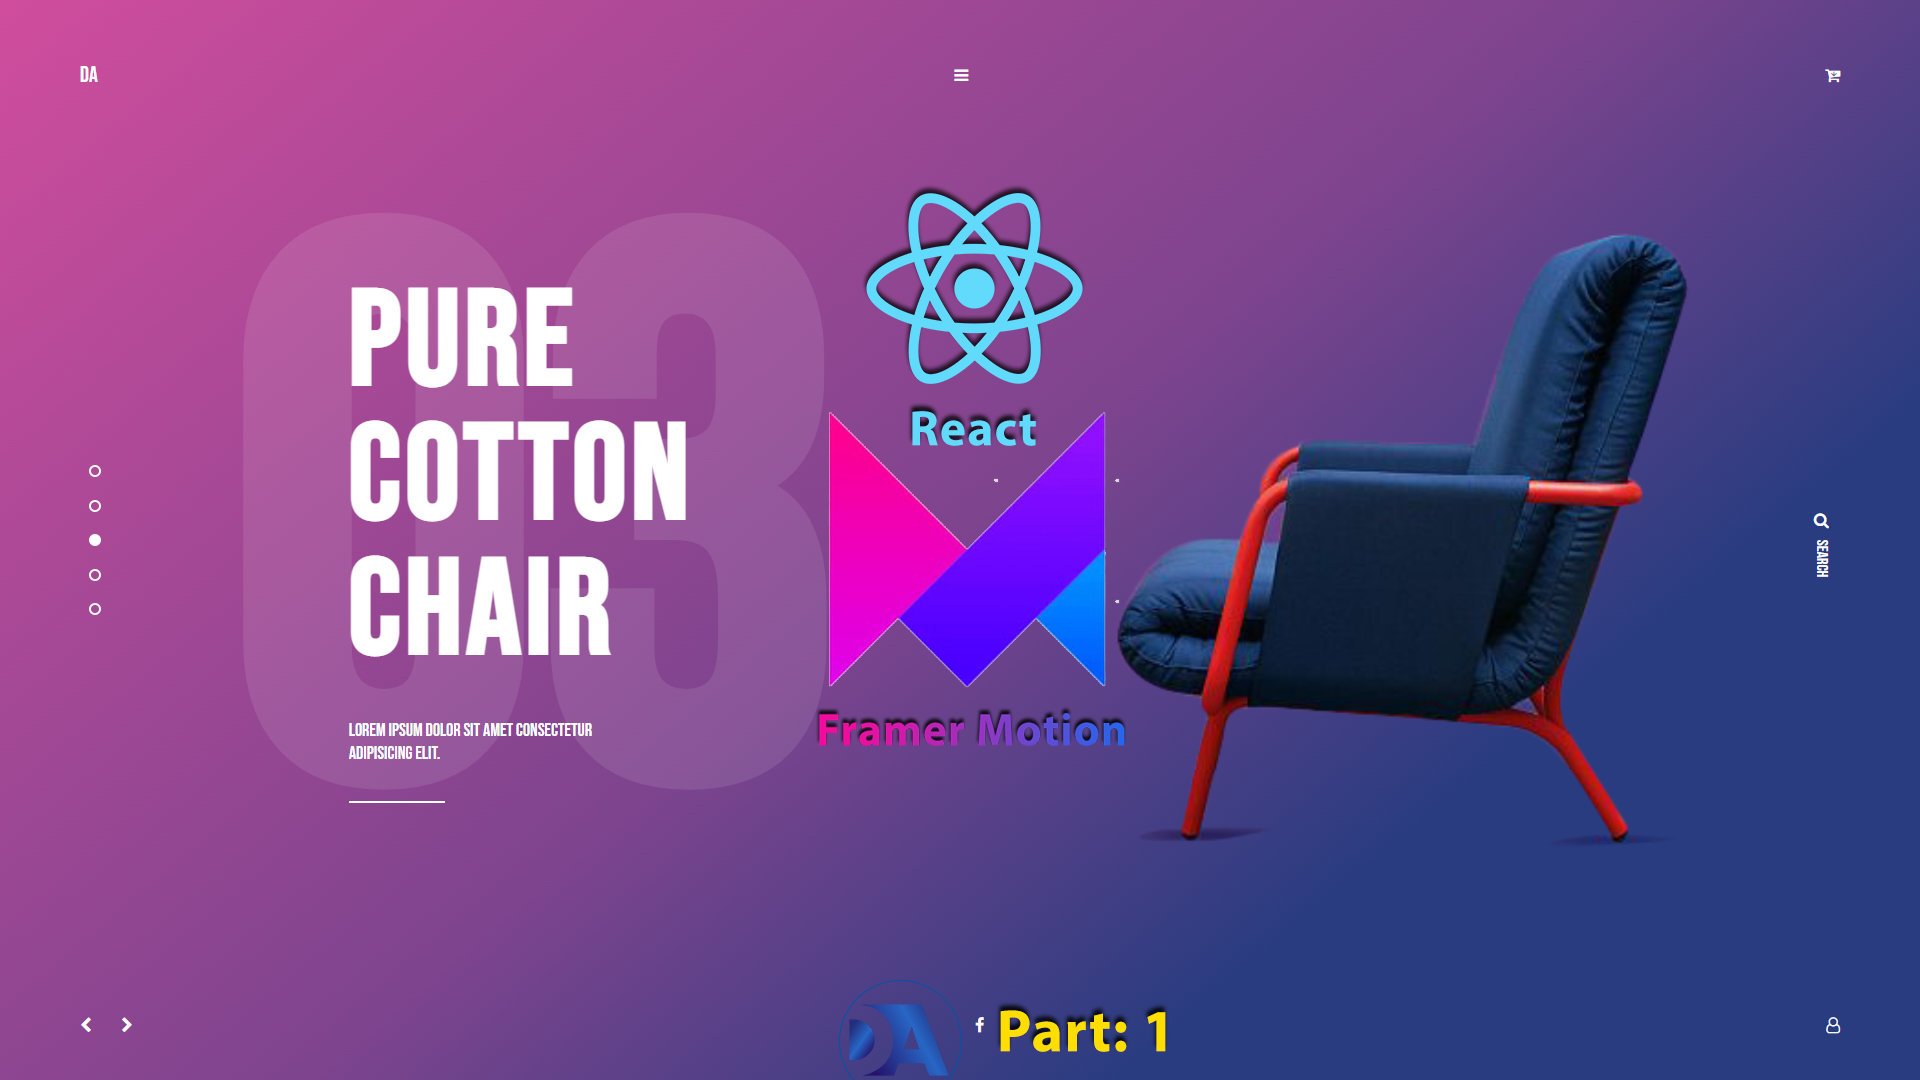 DA
03
PURE
COTTON
CHAIR
LOREM IPSUM DOLOR SIT AMET CONSECTETUR
ADIPISICING ELIT.
React
Framer Motion
SEARCH
DA
f
Part: 1